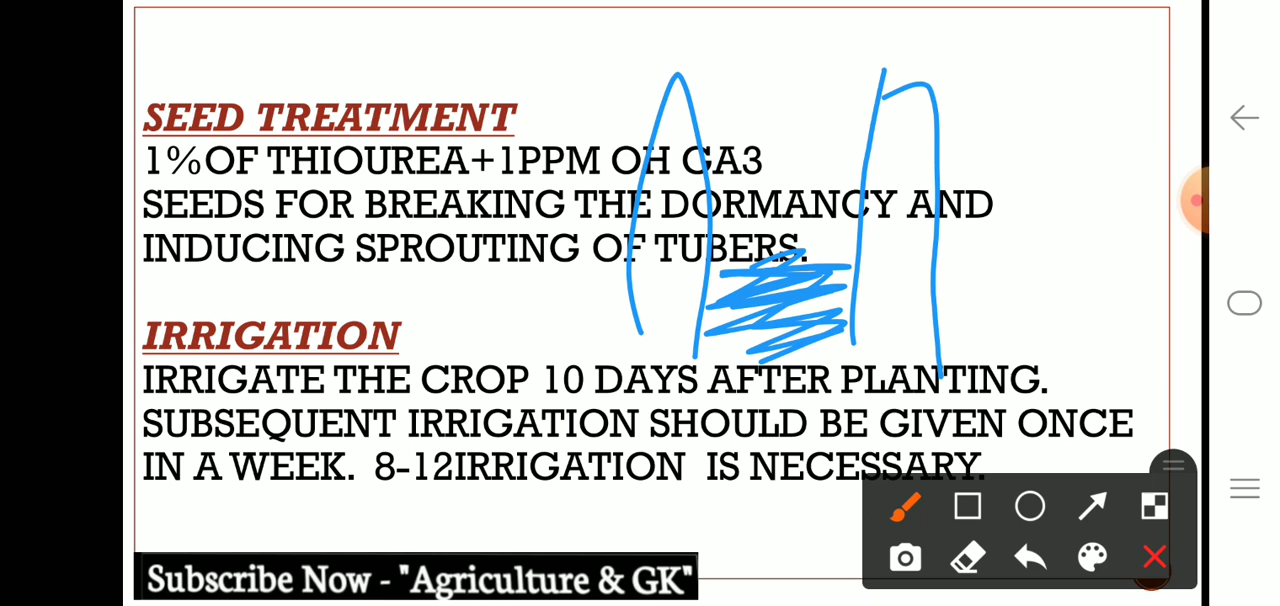 SEED TREATMENT
1%OF THIOUREA+1PPM OH GA3
SEEDS FOR BREAKING THE DORMANCY AND
INDUCING SPROUTING OF TUBERS.
IRRIGATION
IRRIGATE THE CROP 10 DAYS AFTER PLANTING.
SUBSEQUENT IRRIGATION SHOULD BE GIVEN ONCE
IN A WEEK. 8-12IRRIGATION IS NECESSARY.
Subscribe Now - "Agriculture & GK"